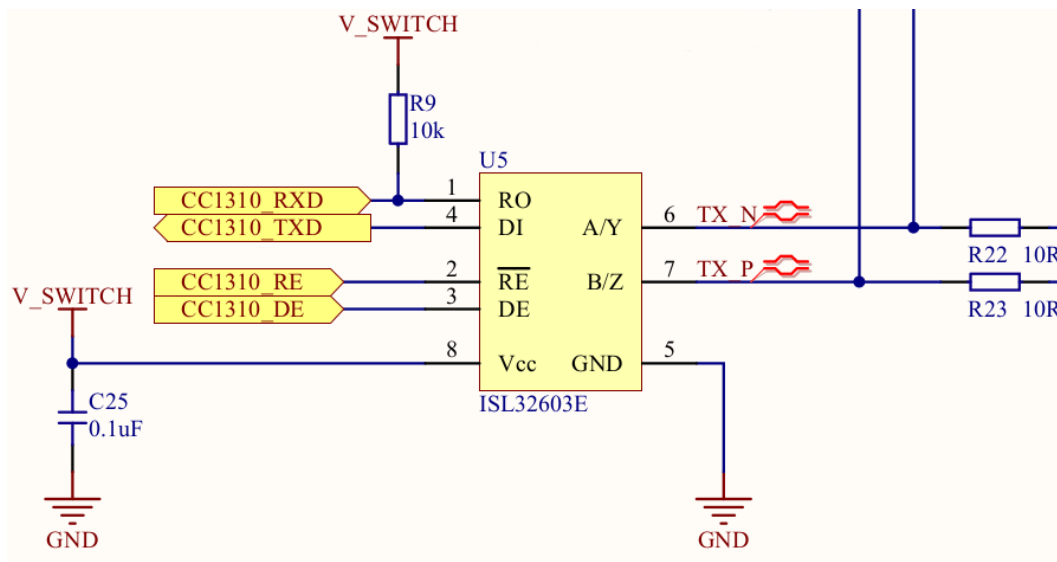 V_SWITCH
R9
10k
U5
CC1310_RXD
1
RO
CC1310_TXD
4
DI
A/Y
6
TX_N
R22 10R
CC1310_RE
2
RE
B/Z
7
TX_P
R23 10R
CC1310_DE
3
DE
V_SWITCH
8
Vcc
GND
5
ISL32603E
C25
0.1uF
GND
GND